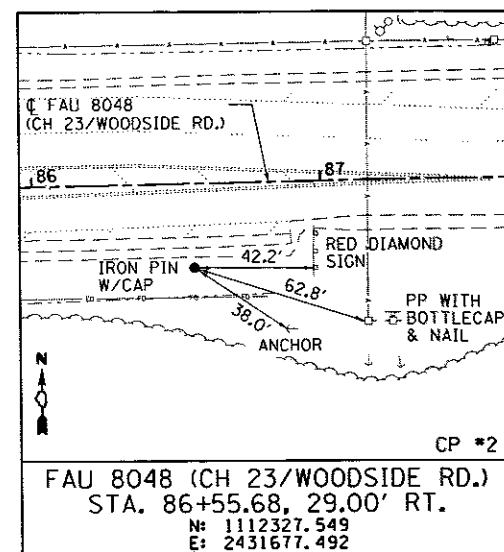 ℄ FAU 8048
(CH 23/WOODSIDE RD.)
86
87
42.2'
RED DIAMOND
SIGN
IRON PIN
W/CAP
62.8'
38.0'
PP WITH
BOTTLECAP
& NAIL
ANCHOR
N
CP *2
FAU 8048 (CH 23/WOODSIDE RD.)
STA. 86+55.68, 29.00' RT.
N: 1112327.549
E: 2431677.492